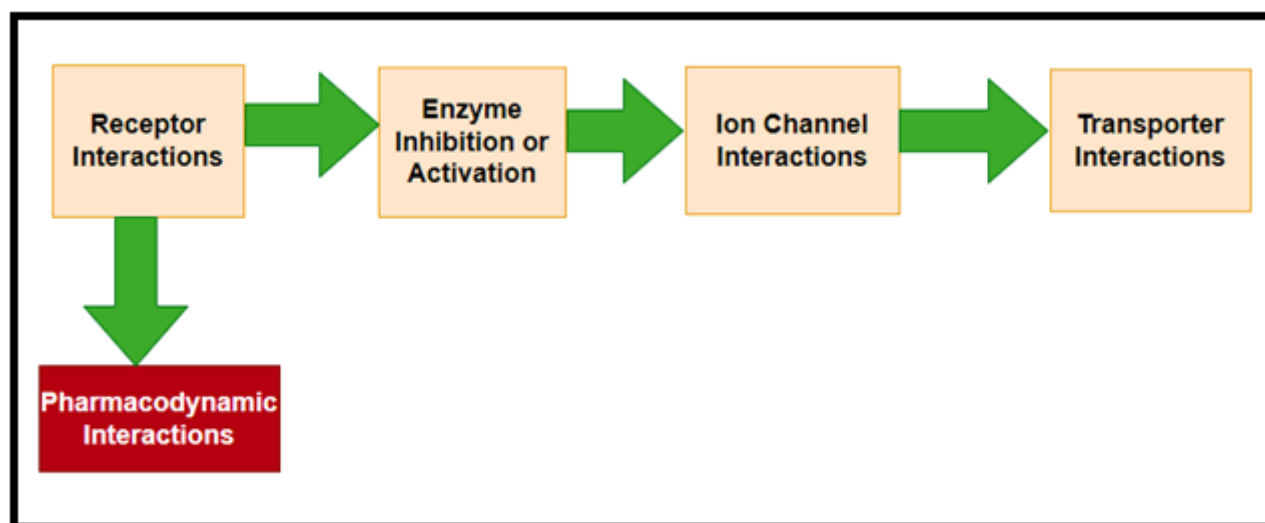 Receptor
Interactions
Enzyme
Inhibition or
Activation
Ion Channel
Interactions
Transporter
Interactions
Pharmacodynamic
Interactions